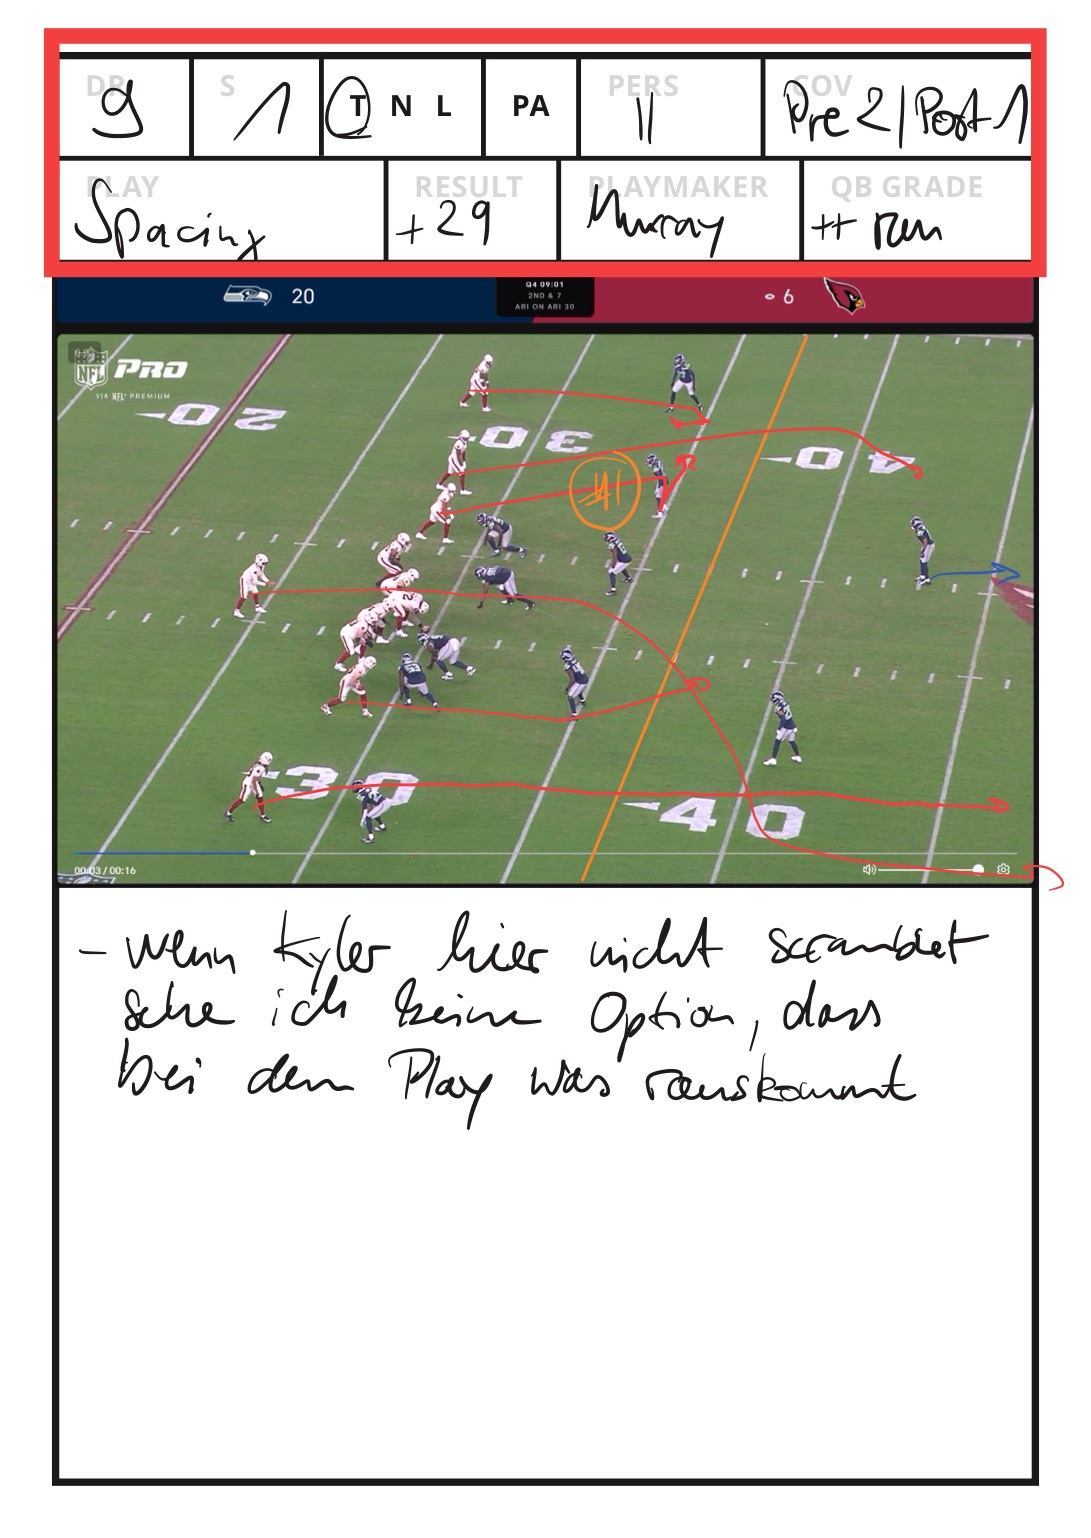 DR 9
S 1
T N L
PA
PERS 11
COV Pre 2 / Post 1
PLAY Spacing
RESULT +29
PLAYMAKER Murray
QB GRADE ++ run
20
Q4 09:01
2ND & 7
ARI ON ARI 30
6
NFL PRO
VIA NFL+ PREMIUM
20
30
40
#1
30
40
00:03 / 00:16
- wenn Kyler hier nicht scrambelt
sehe ich keine Option, dass
bei dem Play was rauskommt